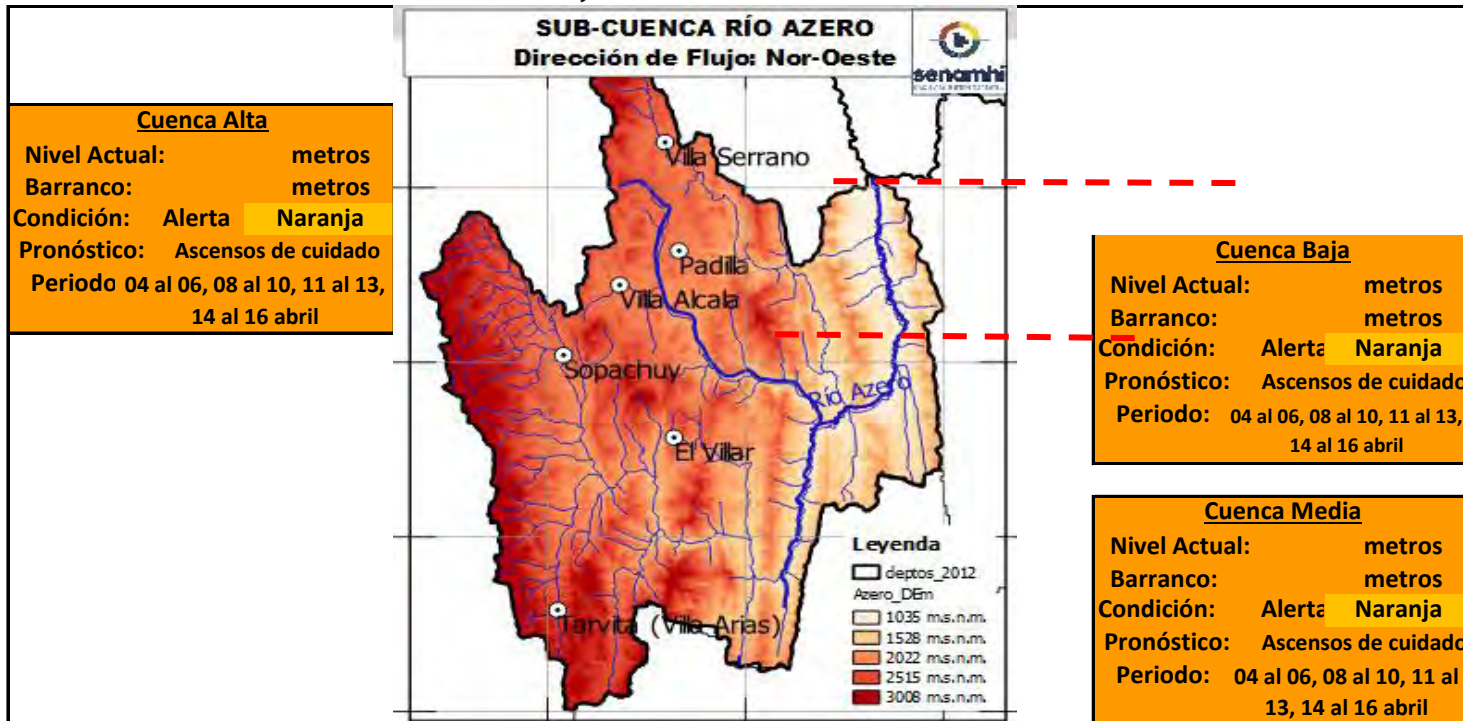 SUB-CUENCA RÍO AZERO
Dirección de Flujo: Nor-Oeste
senamhi
Cuenca Alta
Nivel Actual: metros
Barranco: metros
Condición: Alerta Naranja
Pronóstico: Ascensos de cuidado
Periodo 04 al 06, 08 al 10, 11 al 13,
14 al 16 abril
Villa Serrano
Padilla
Villa Alcala
Sopachuy
Río Azero
El Villar
Tarvita (Villa Arias)
Leyenda
deptos_2012
Azero_DEm
1035 m.s.n.m.
1528 m.s.n.m.
2022 m.s.n.m.
2515 m.s.n.m.
3008 m.s.n.m.
Cuenca Baja
Nivel Actual: metros
Barranco: metros
Condición: Alerta Naranja
Pronóstico: Ascensos de cuidado
Periodo: 04 al 06, 08 al 10, 11 al 13,
14 al 16 abril
Cuenca Media
Nivel Actual: metros
Barranco: metros
Condición: Alerta Naranja
Pronóstico: Ascensos de cuidado
Periodo: 04 al 06, 08 al 10, 11 al
13, 14 al 16 abril